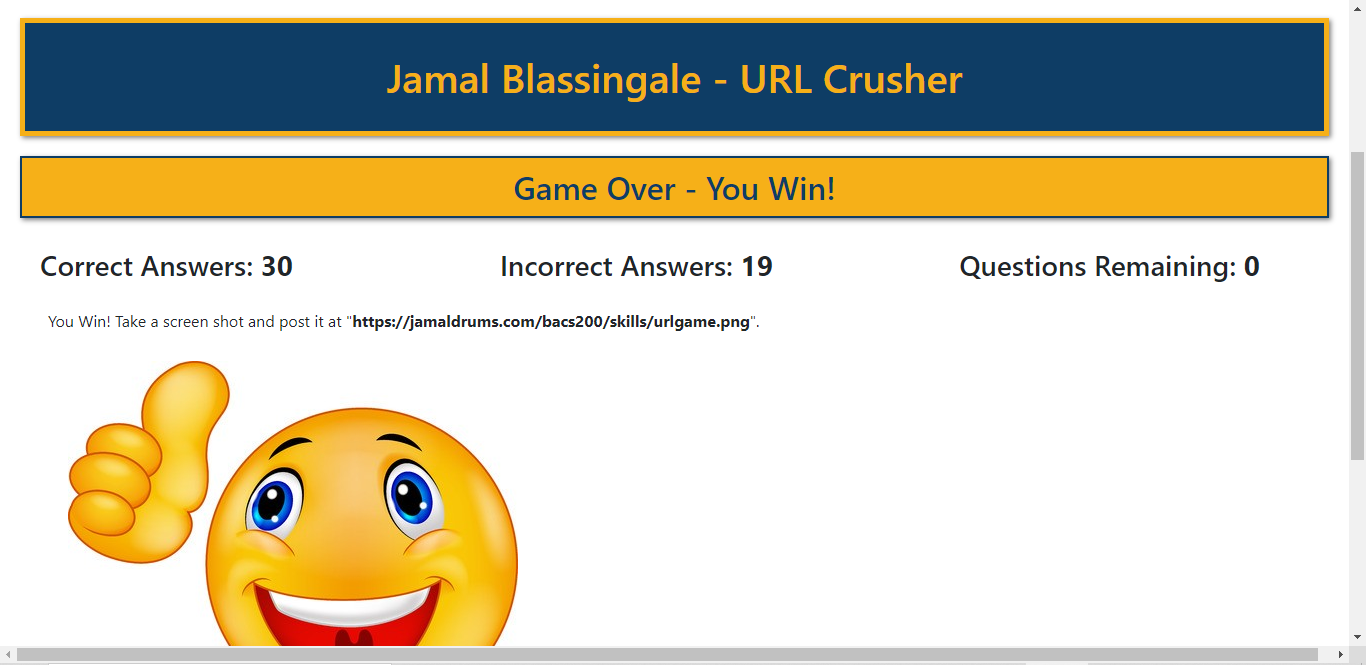 Jamal Blassingale - URL Crusher
Game Over - You Win!
Correct Answers: 30 Incorrect Answers: 19 Questions Remaining: 0
You Win! Take a screen shot and post it at "https://jamaldrums.com/bacs200/skills/urlgame.png".